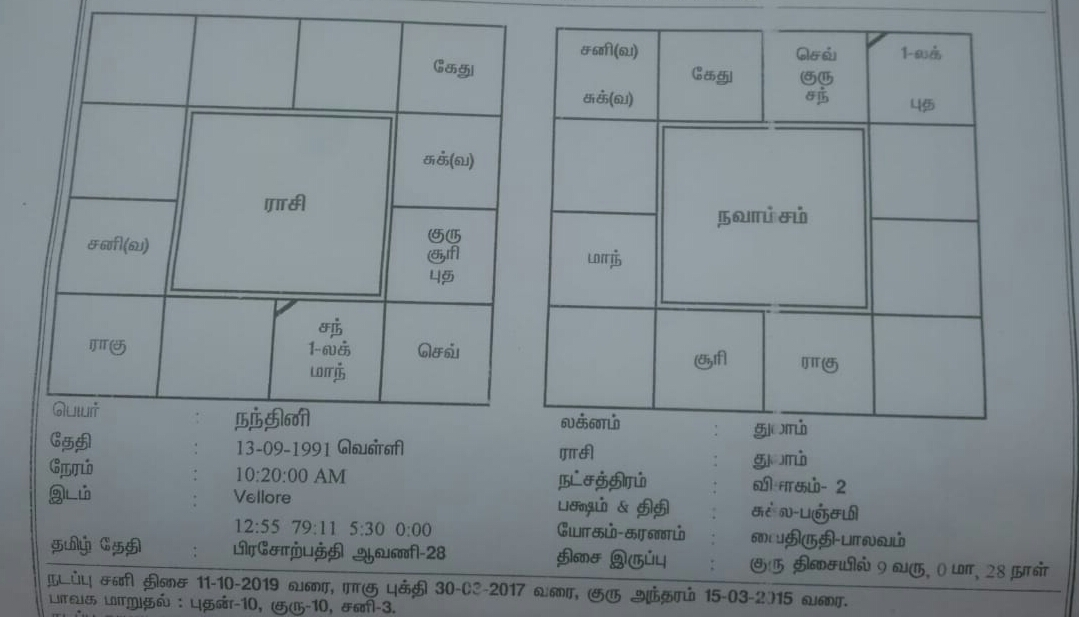 கேது
சுக்(வ)
ராசி
சனி(வ)
குரு
சூரி
புத
ராகு
சந்
1-லக்
மாந்
செவ்
சனி(வ)
சுக்(வ)
கேது
செவ்
குரு
சந்
1-லக்
புத
நவாம்சம்
மாந்
சூரி
ராகு
பெயர் : நந்தினீ
தேதி : 13-09-1991 வெள்ளி
நேரம் : 10:20:00 AM
இடம் : Vellore
12:55 79:11 5:30 0:00
தமிழ் தேதி : பிரசோற்பத்தி ஆவணி-28
லக்னம் : துலாம்
ராசி : துலாம்
நட்சத்திரம் : விசாகம்- 2
பக்ஷம் & திதி : சுக்ல-பஞ்சமி
யோகம்-கரணம் : வைதிருதி-பாலவம்
திசை இருப்பு : குரு திசையில் 9 வரு, 0 மா, 28 நாள்
நடப்பு சனி திசை 11-10-2019 வரை, ராகு புக்தி 30-03-2017 வரை, குரு அந்தரம் 15-03-2015 வரை.
பாவக மாறுதல் : புதன்-10, குரு-10, சனி-3.